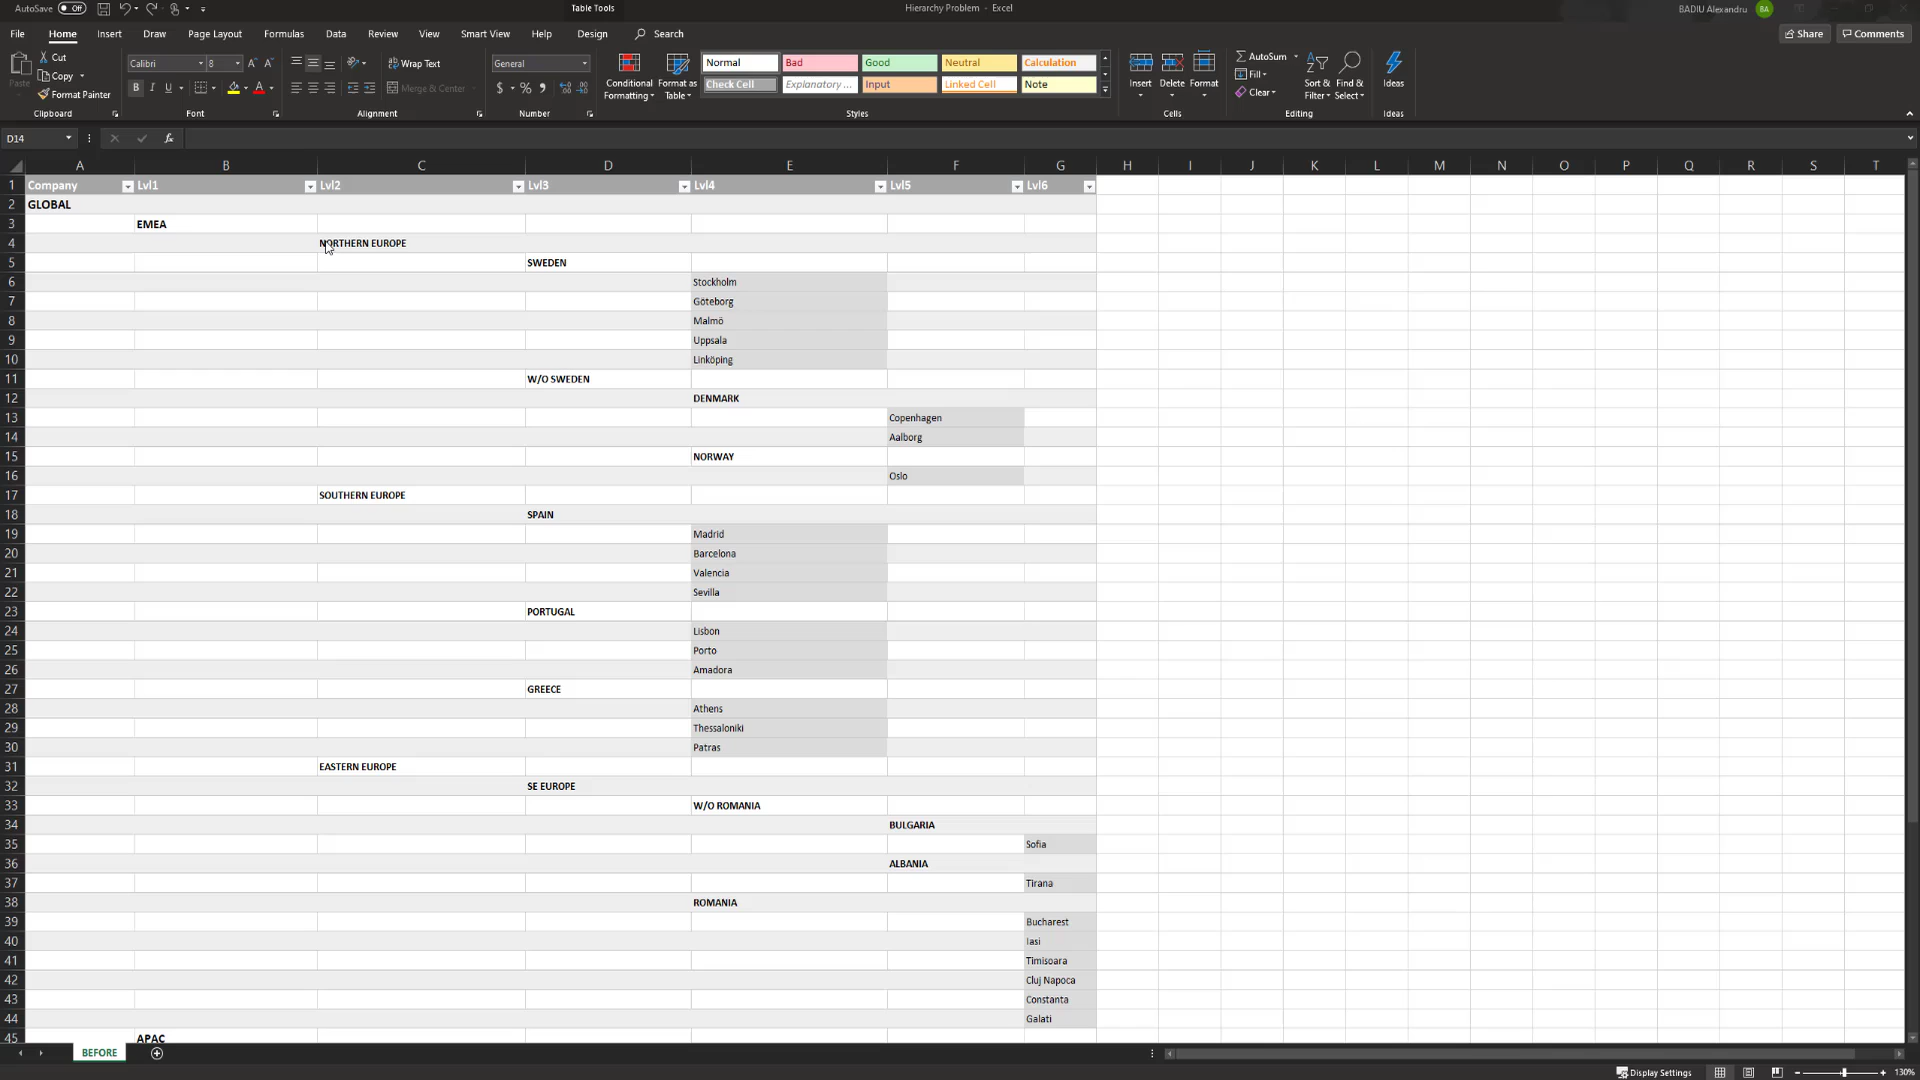 AutoSave Off
Table Tools
Hierarchy Problem - Excel
BADIU Alexandru BA
File Home Insert Draw Page Layout Formulas Data Review View Smart View Help Design Search
Share Comments
Paste
Cut
Copy
Format Painter
Clipboard
Calibri 8
B I U
Font
Wrap Text
Merge & Center
Alignment
General
$ %
Number
Conditional Formatting
Format as Table
Normal Bad Good Neutral Calculation
Check Cell Explanatory ... Input Linked Cell Note
Styles
Insert Delete Format
Cells
AutoSum
Fill
Clear
Sort & Filter
Find & Select
Editing
Ideas
Ideas
D14
fx
A B C D E F G H I J K L M N O P Q R S T
1 Company Lvl1 Lvl2 Lvl3 Lvl4 Lvl5 Lvl6
2 GLOBAL
3 EMEA
4 NORTHERN EUROPE
5 SWEDEN
6 Stockholm
7 Göteborg
8 Malmö
9 Uppsala
10 Linköping
11 W/O SWEDEN
12 DENMARK
13 Copenhagen
14 Aalborg
15 NORWAY
16 Oslo
17 SOUTHERN EUROPE
18 SPAIN
19 Madrid
20 Barcelona
21 Valencia
22 Sevilla
23 PORTUGAL
24 Lisbon
25 Porto
26 Amadora
27 GREECE
28 Athens
29 Thessaloniki
30 Patras
31 EASTERN EUROPE
32 SE EUROPE
33 W/O ROMANIA
34 BULGARIA
35 Sofia
36 ALBANIA
37 Tirana
38 ROMANIA
39 Bucharest
40 Iasi
41 Timisoara
42 Cluj Napoca
43 Constanta
44 Galati
45 APAC
BEFORE
Display Settings
130%